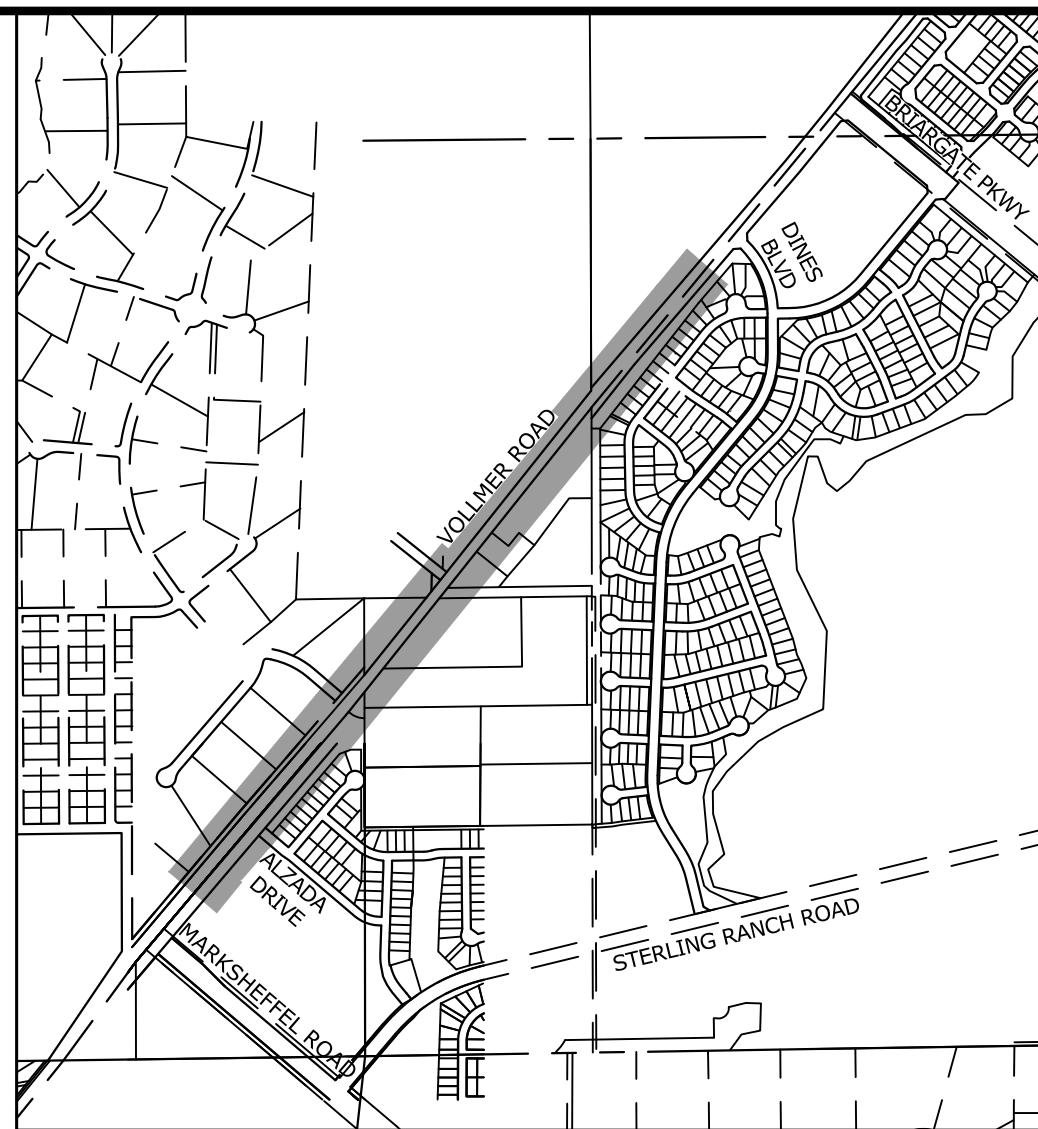 BRIARGATE PKWY
DINES
BLVD
VOLLMER ROAD
ALZADA
DRIVE
MARKSHEFFEL ROAD
STERLING RANCH ROAD